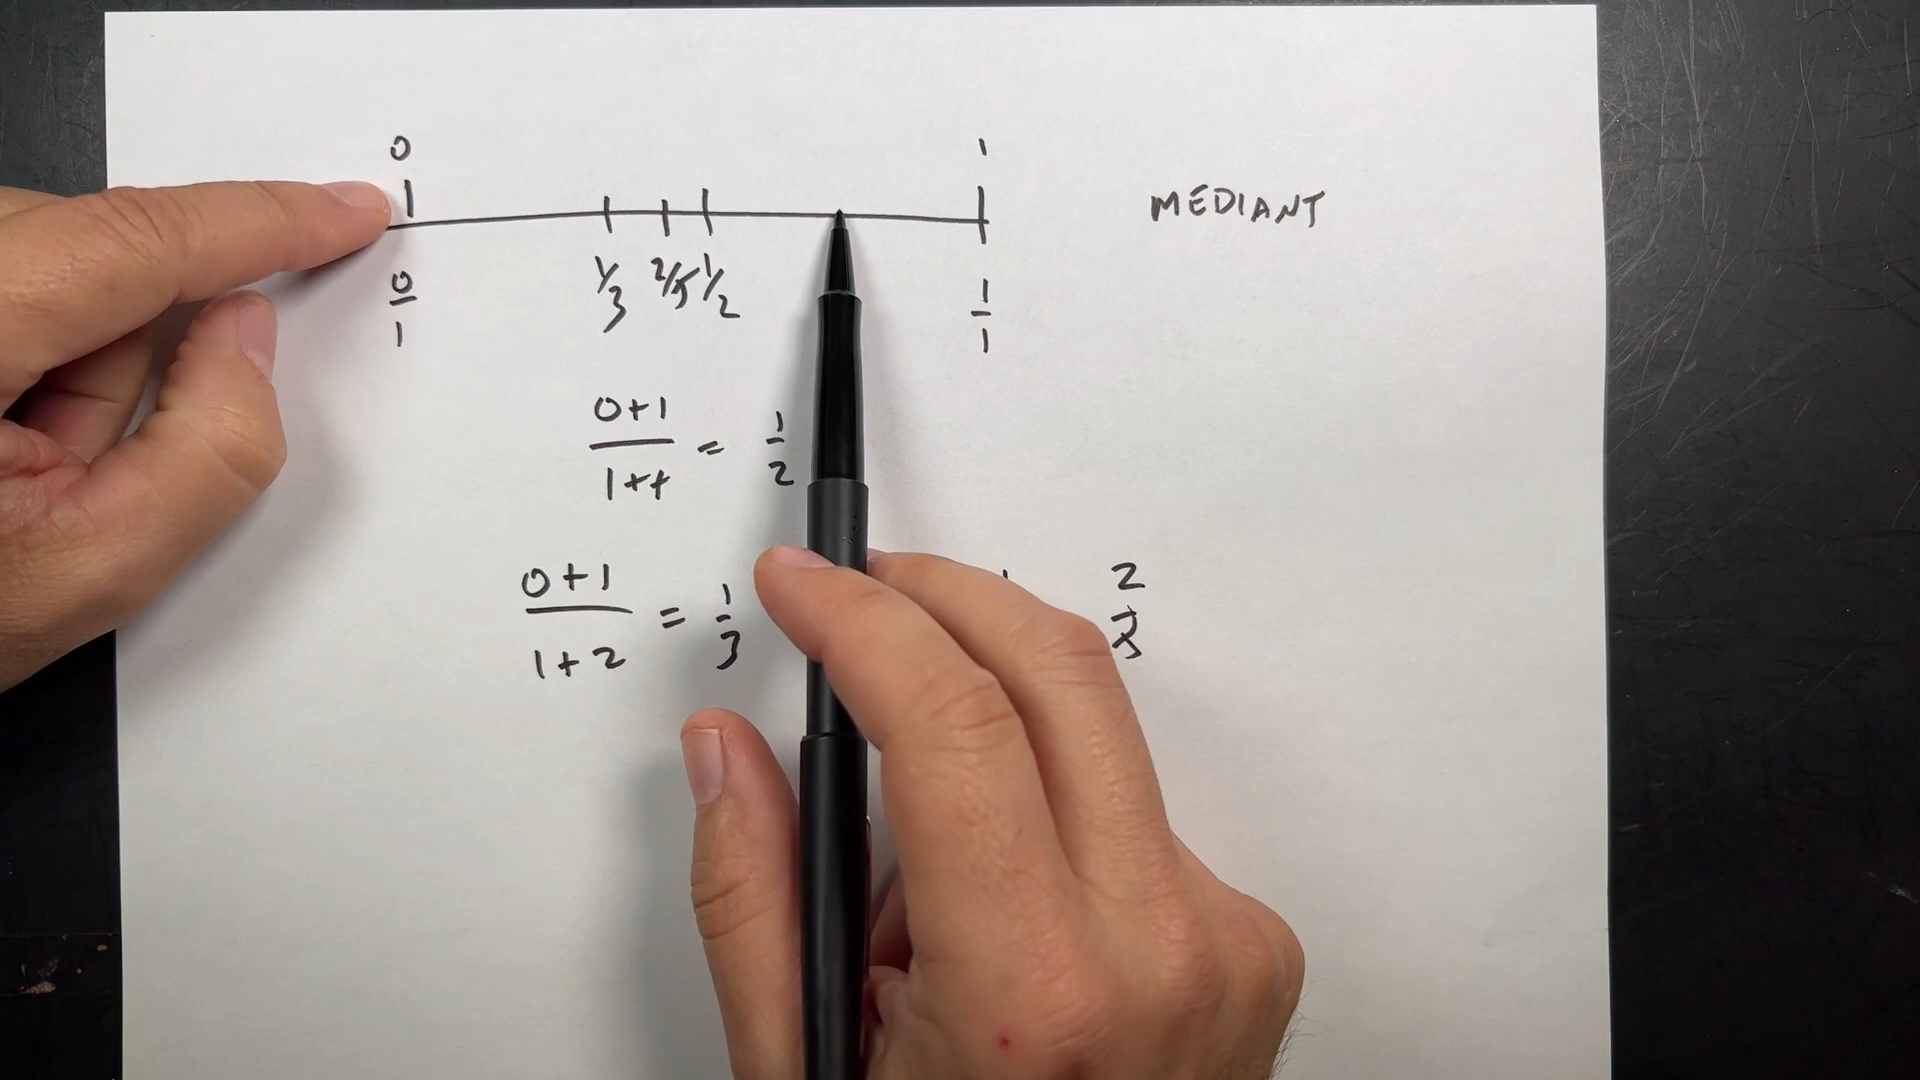 0 1
MEDIANT
0/1 1/3 2/5 1/2 1/1
0+1/1+1 = 1/2
0+1/1+2 = 1/3
2/5